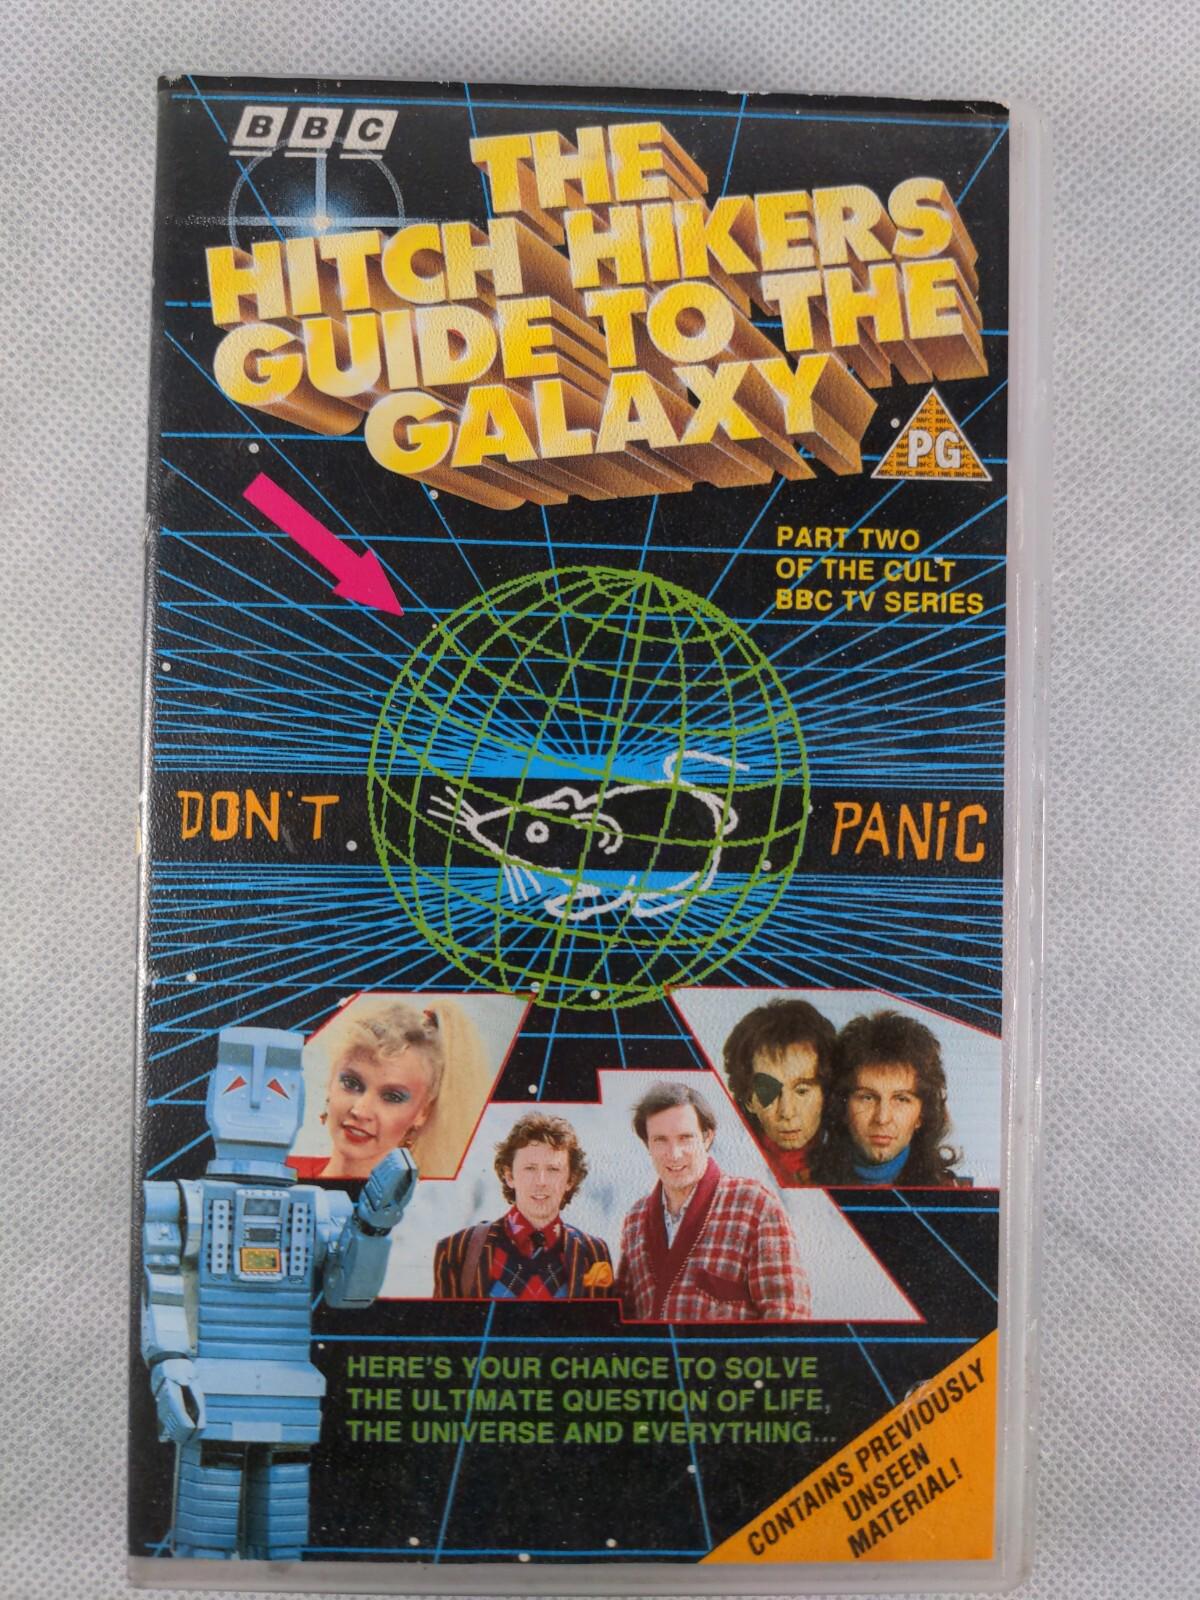 BBC
THE
HITCH HIKERS
GUIDE TO THE
GALAXY
PG
PART TWO
OF THE CULT
BBC TV SERIES
DON'T PANIC
HERE'S YOUR CHANCE TO SOLVE
THE ULTIMATE QUESTION OF LIFE,
THE UNIVERSE AND EVERYTHING...
CONTAINS PREVIOUSLY
UNSEEN
MATERIAL!